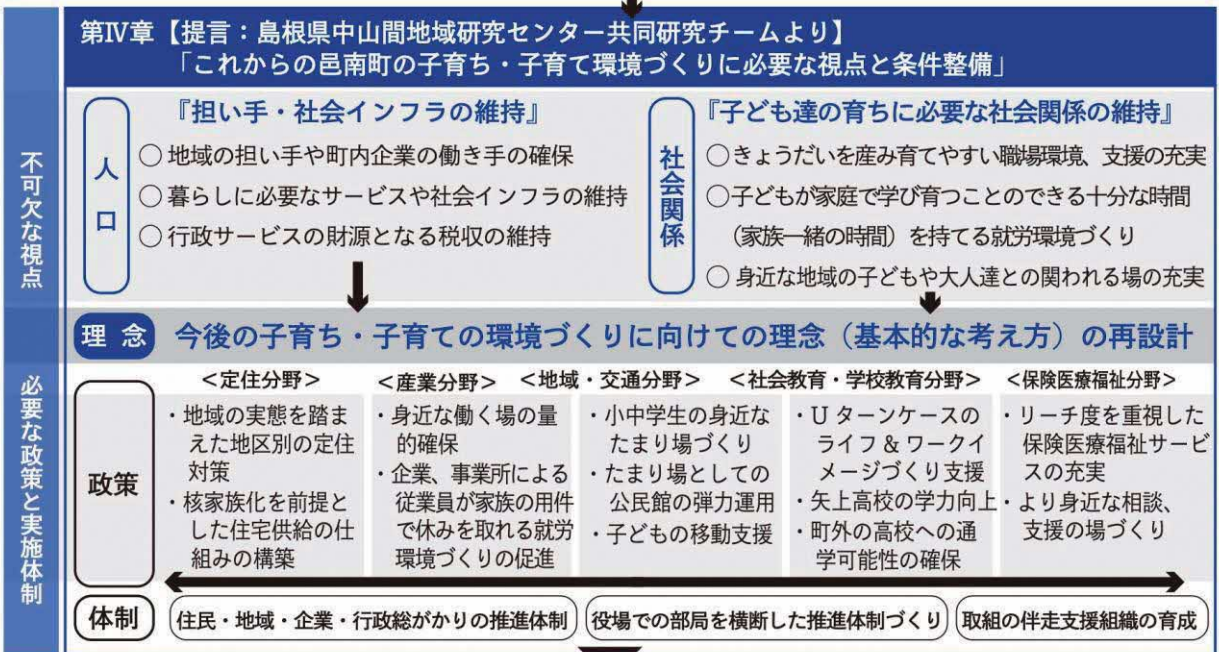 第Ⅳ章【提言：島根県中山間地域研究センター共同研究チームより】
「これからの邑南町の子育ち・子育て環境づくりに必要な視点と条件整備」
不可欠な視点
人口
『担い手・社会インフラの維持』
○ 地域の担い手や町内企業の働き手の確保
○ 暮らしに必要なサービスや社会インフラの維持
○ 行政サービスの財源となる税収の維持
社会関係
『子ども達の育ちに必要な社会関係の維持』
○きょうだいを産み育てやすい職場環境、支援の充実
○子どもが家庭で学び育つことのできる十分な時間
（家族一緒の時間）を持てる就労環境づくり
○ 身近な地域の子どもや大人達との関われる場の充実
理 念 今後の子育ち・子育ての環境づくりに向けての理念（基本的な考え方）の再設計
必要な政策と実施体制
政策
＜定住分野＞
・地域の実態を踏ま
えた地区別の定住
対策
・核家族化を前提と
した住宅供給の仕
組みの構築
＜産業分野＞
・身近な働く場の量
的確保
・企業、事業所による
従業員が家族の用件
で休みを取れる就労
環境づくりの促進
＜地域・交通分野＞
・小中学生の身近な
たまり場づくり
・たまり場としての
公民館の弾力運用
・子どもの移動支援
＜社会教育・学校教育分野＞
・U ターンケースの
ライフ＆ワークイ
メージづくり支援
・矢上高校の学力向上
・町外の高校への通
学可能性の確保
＜保険医療福祉分野＞
・リーチ度を重視した
保険医療福祉サービ
スの充実
・より身近な相談、
支援の場づくり
体制
住民・地域・企業・行政総がかりの推進体制
役場での部局を横断した推進体制づくり
取組の伴走支援組織の育成